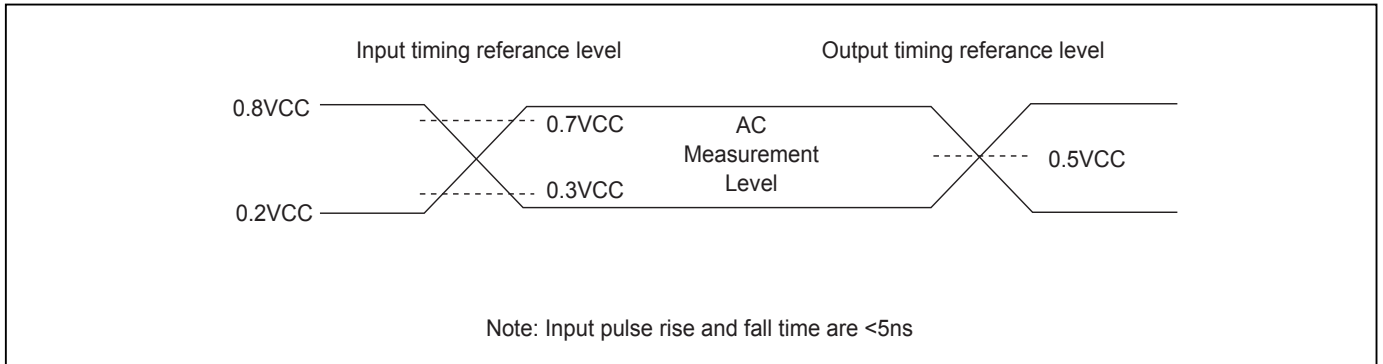 Input timing referance level
Output timing referance level
0.8VCC
0.7VCC
AC
Measurement
Level
0.5VCC
0.3VCC
0.2VCC
Note: Input pulse rise and fall time are <5ns